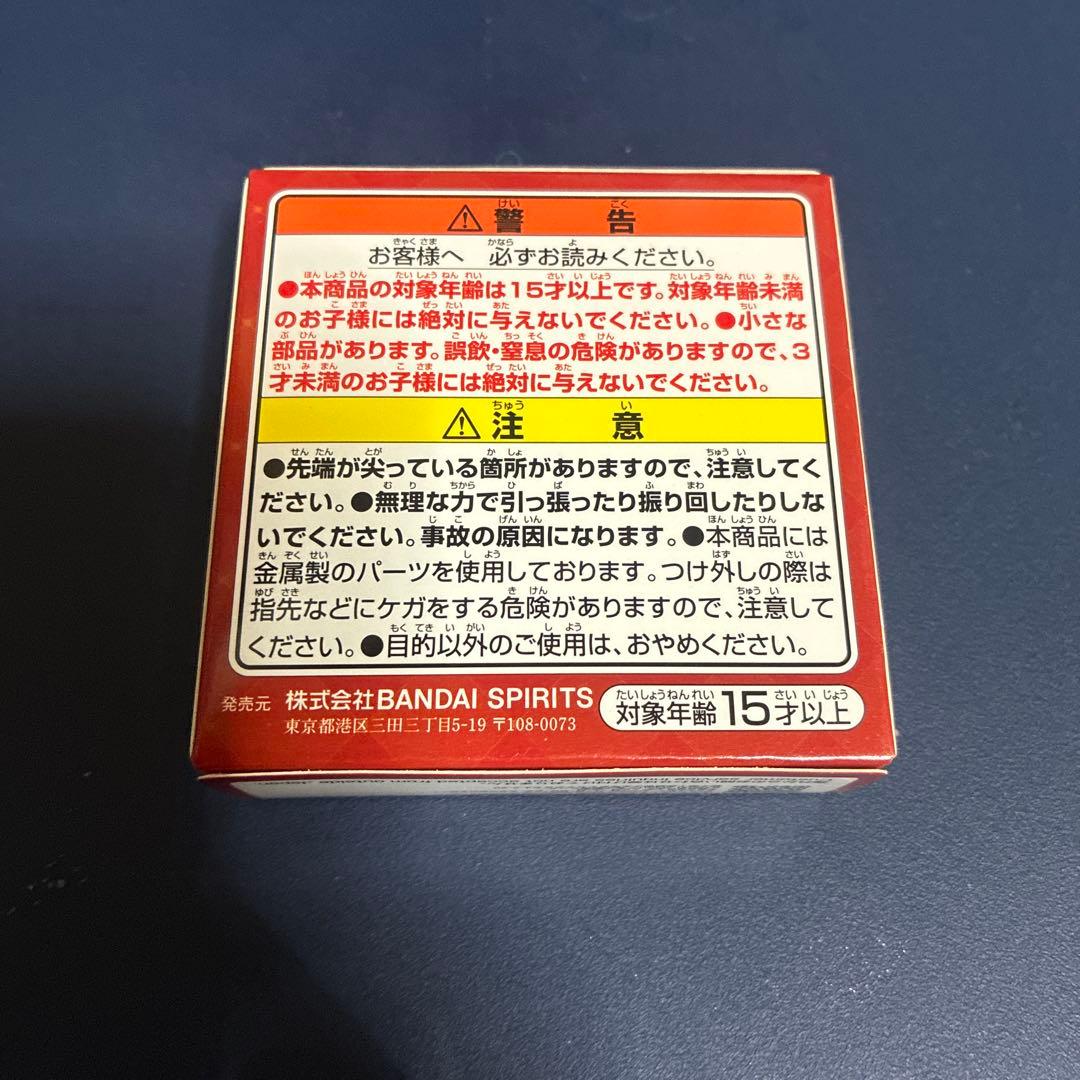 ⚠警告
お客様へ 必ずお読みください。
●本商品の対象年齢は15才以上です。対象年齢未満
のお子様には絶対に与えないでください。●小さな
部品があります。誤飲・窒息の危険がありますので、3
才未満のお子様には絶対に与えないでください。
⚠注意
●先端が尖っている箇所がありますので、注意してく
ださい。●無理な力で引っ張ったり振り回したりしな
いでください。事故の原因になります。●本商品には
金属製のパーツを使用しております。つけ外しの際は
指先などにケガをする危険がありますので、注意して
ください。●目的以外のご使用は、おやめください。
発売元 株式会社BANDAI SPIRITS
東京都港区三田三丁目5-19 〒108-0073
対象年齢 15才以上